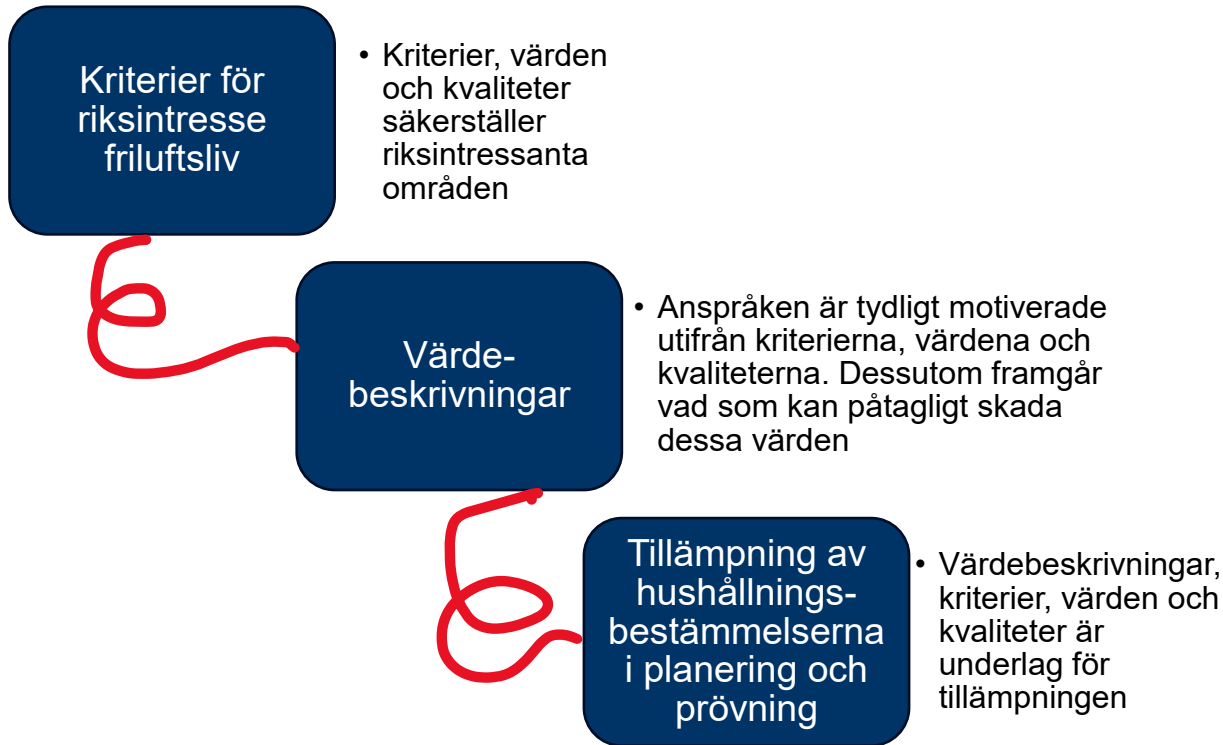 Kriterier för
riksintresse
friluftsliv
• Kriterier, värden
och kvaliteter
säkerställer
riksintressanta
områden
Värde-
beskrivningar
• Anspråken är tydligt motiverade
utifrån kriterierna, värdena och
kvaliteterna. Dessutom framgår
vad som kan påtagligt skada
dessa värden
Tillämpning av
hushållnings-
bestämmelserna
i planering och
prövning
• Värdebeskrivningar,
kriterier, värden och
kvaliteter är
underlag för
tillämpningen